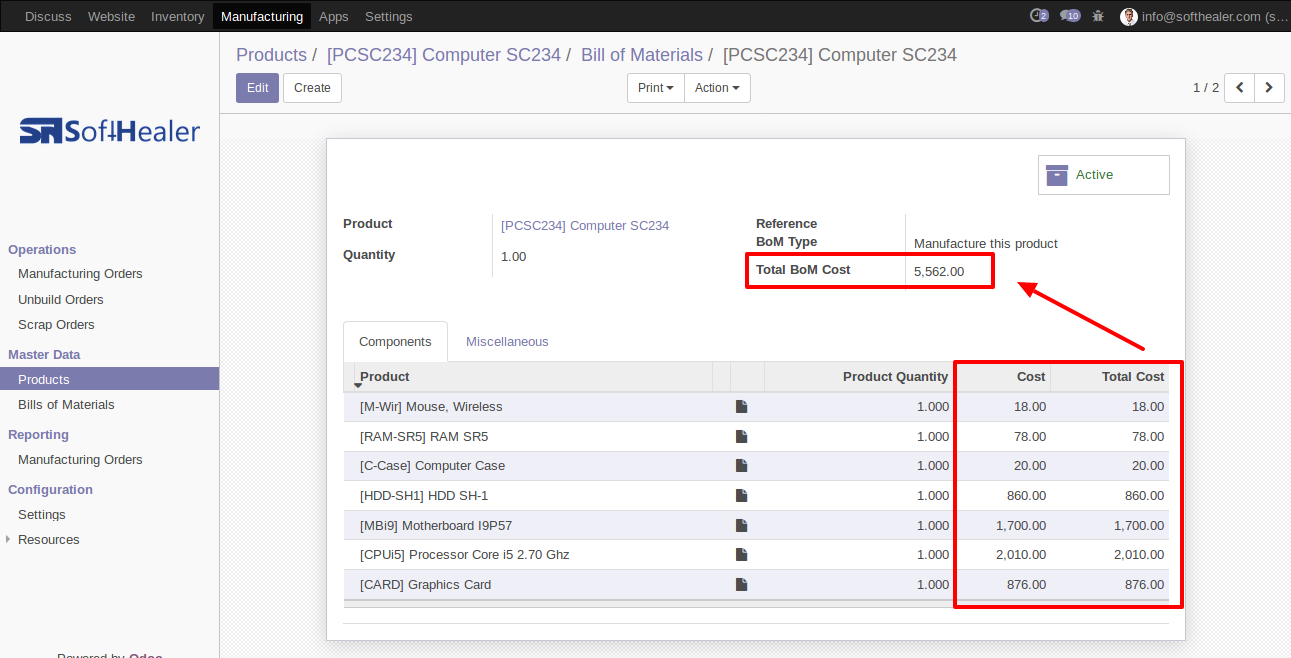 Discuss Website Inventory Manufacturing Apps Settings 2 10 info@softhealer.com (s...
Products / [PCSC234] Computer SC234 / Bill of Materials / [PCSC234] Computer SC234
Edit Create Print Action 1 / 2
SoftHealer
Active
Product [PCSC234] Computer SC234
Quantity 1.00
Reference
BoM Type Manufacture this product
Total BoM Cost 5,562.00
Operations
Manufacturing Orders
Unbuild Orders
Scrap Orders
Master Data
Products
Bills of Materials
Reporting
Manufacturing Orders
Configuration
Settings
Resources
Powered by Odoo
Components Miscellaneous
Product Product Quantity Cost Total Cost
[M-Wir] Mouse, Wireless 1.000 18.00 18.00
[RAM-SR5] RAM SR5 1.000 78.00 78.00
[C-Case] Computer Case 1.000 20.00 20.00
[HDD-SH1] HDD SH-1 1.000 860.00 860.00
[MBi9] Motherboard I9P57 1.000 1,700.00 1,700.00
[CPUi5] Processor Core i5 2.70 Ghz 1.000 2,010.00 2,010.00
[CARD] Graphics Card 1.000 876.00 876.00